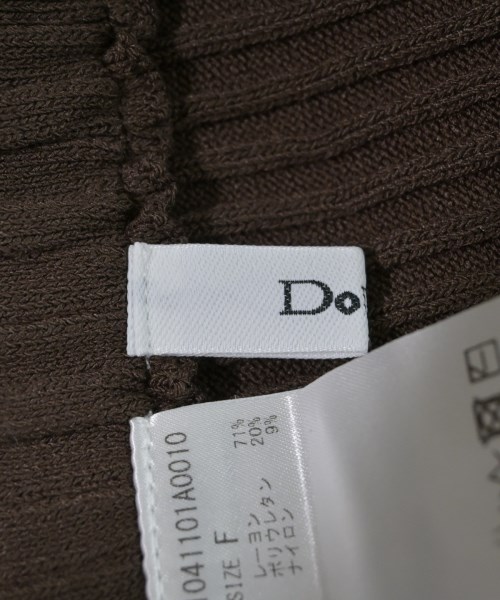 Do
1041101A0010
SIZE F
レーヨン 71%
ポリウレタン 20%
ナイロン 9%